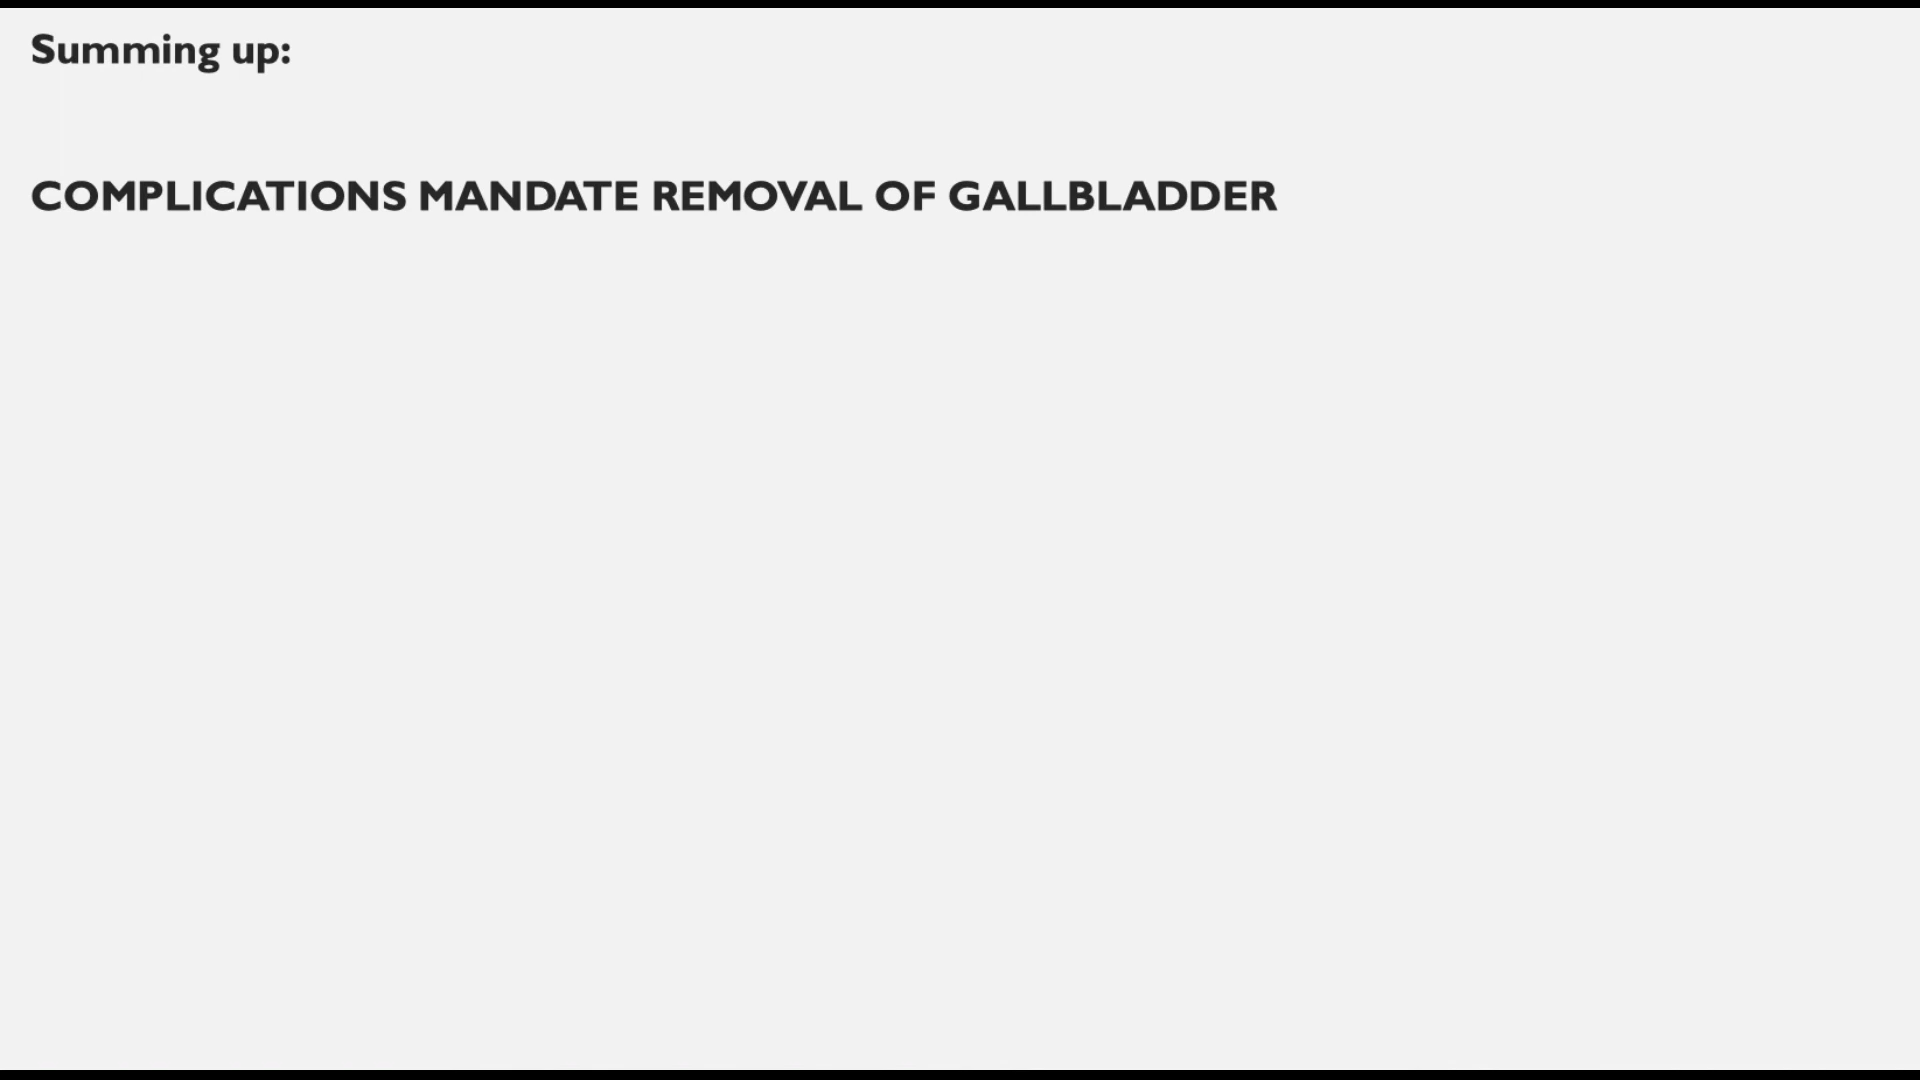 Summing up:
COMPLICATIONS MANDATE REMOVAL OF GALLBLADDER